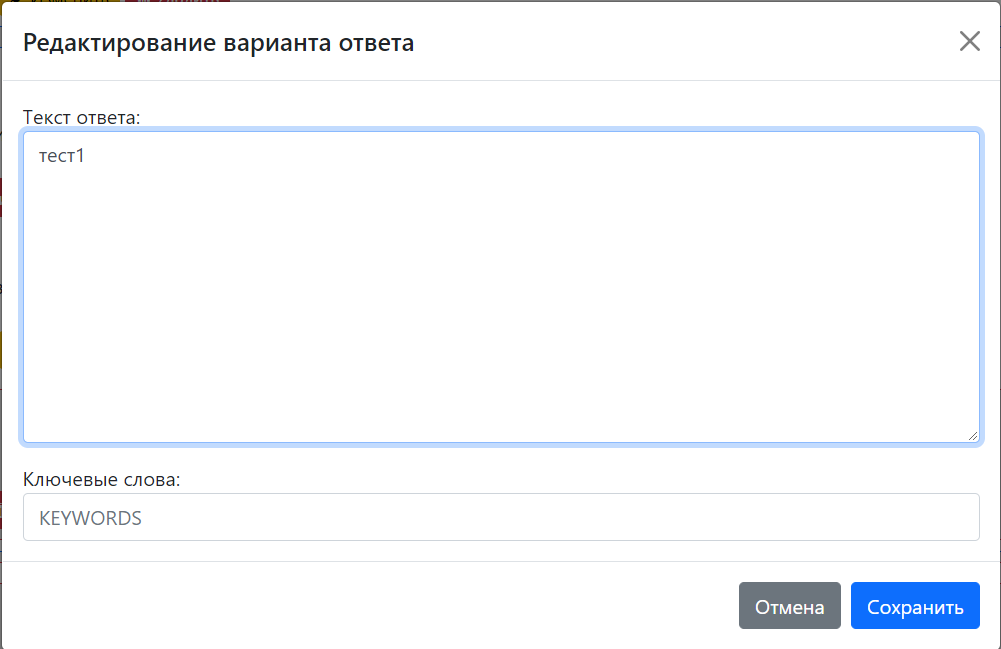 Редактирование варианта ответа
Текст ответа:
тест1
Ключевые слова:
KEYWORDS
Отмена
Сохранить